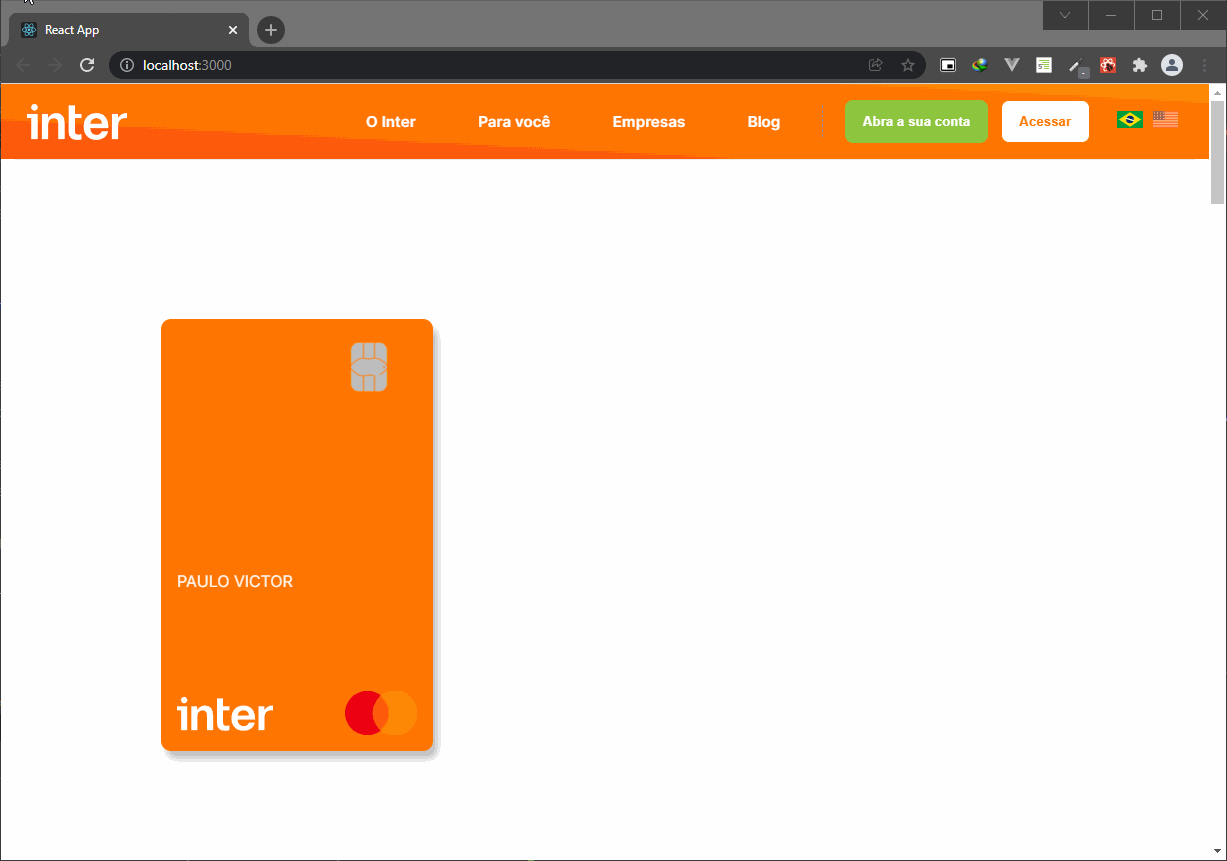 React App
localhost:3000
inter
O Inter Para você Empresas Blog Abra a sua conta Acessar
PAULO VICTOR
inter